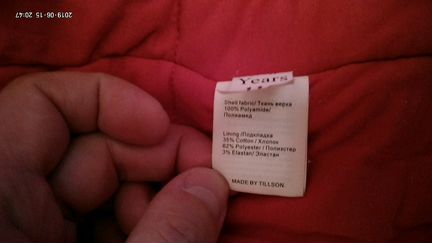 2019-06-15 20:47
Years
Shell fabric/ Ткань верха
100% Polyamide/
Полиамид
Lining /Подкладка
35% Cotton / Хлопок
62% Polyester / Полиэстер
3% Elastan/ Эластан
MADE BY TILLSON